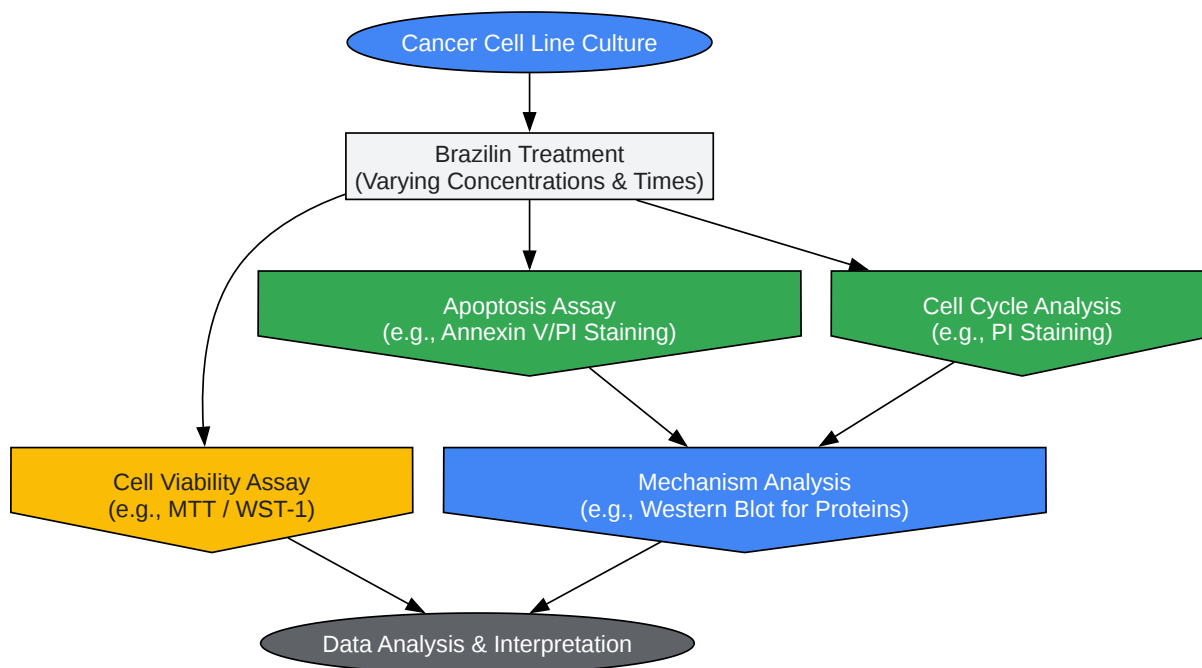 Cancer Cell Line Culture
Brazilin Treatment
(Varying Concentrations & Times)
Apoptosis Assay
(e.g., Annexin V/PI Staining)
Cell Cycle Analysis
(e.g., PI Staining)
Cell Viability Assay
(e.g., MTT / WST-1)
Mechanism Analysis
(e.g., Western Blot for Proteins)
Data Analysis & Interpretation